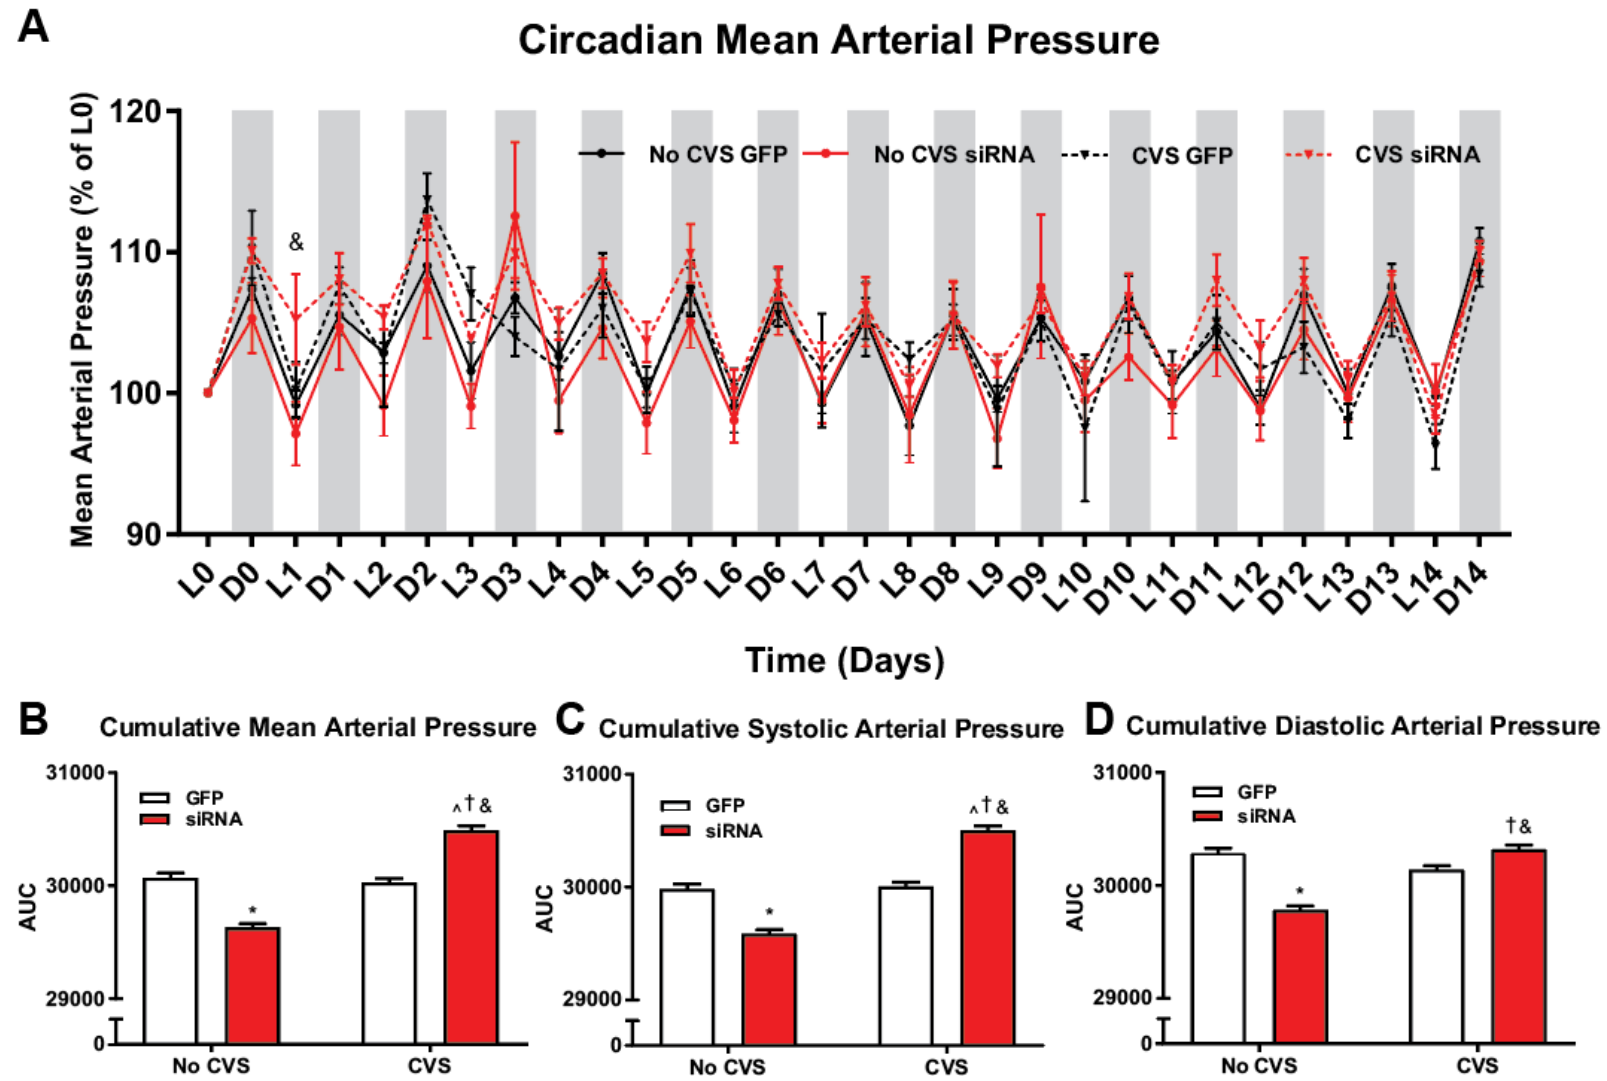 A
Circadian Mean Arterial Pressure
Mean Arterial Pressure (% of L0)
120
110
100
90
No CVS GFP
No CVS siRNA
CVS GFP
CVS siRNA
&
L0 D0 L1 D1 L2 D2 L3 D3 L4 D4 L5 D5 L6 D6 L7 D7 L8 D8 L9 D9 L10 D10 L11 D11 L12 D12 L13 D13 L14 D14
Time (Days)
B
Cumulative Mean Arterial Pressure
AUC
31000
30000
29000
0
GFP
siRNA
*
^†&
No CVS
CVS
C
Cumulative Systolic Arterial Pressure
AUC
31000
30000
29000
0
GFP
siRNA
*
^†&
No CVS
CVS
D
Cumulative Diastolic Arterial Pressure
AUC
31000
30000
29000
0
GFP
siRNA
*
†&
No CVS
CVS